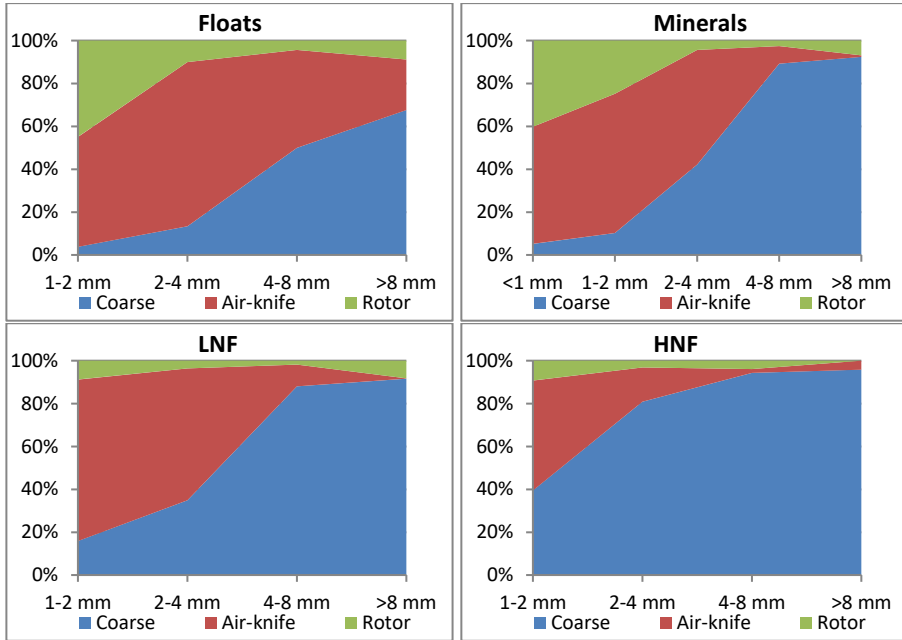 Floats
100%
80%
60%
40%
20%
0%
1-2 mm 2-4 mm 4-8 mm >8 mm
Coarse Air-knife Rotor
Minerals
100%
80%
60%
40%
20%
0%
<1 mm 1-2 mm 2-4 mm 4-8 mm >8 mm
Coarse Air-knife Rotor
LNF
100%
80%
60%
40%
20%
0%
1-2 mm 2-4 mm 4-8 mm >8 mm
Coarse Air-knife Rotor
HNF
100%
80%
60%
40%
20%
0%
1-2 mm 2-4 mm 4-8 mm >8 mm
Coarse Air-knife Rotor